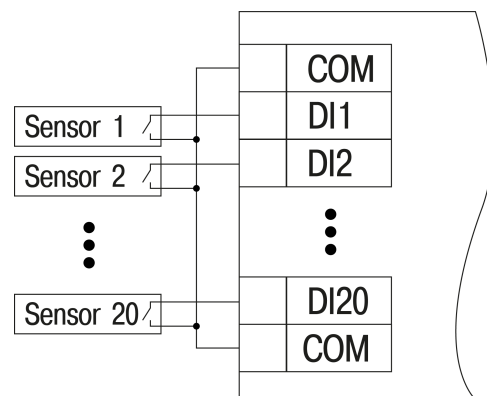 COM
Sensor 1
DI1
Sensor 2
DI2
Sensor 20
DI20
COM